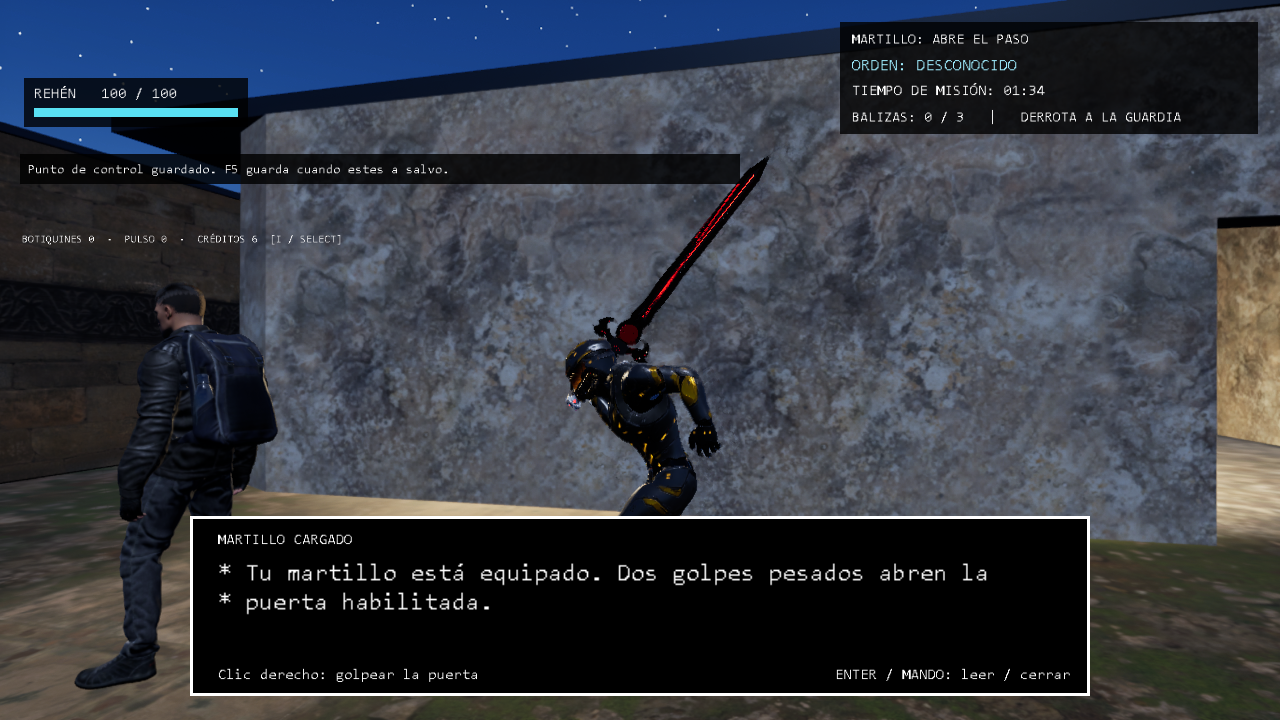 MARTILLO: ABRE EL PASO
ORDEN: DESCONOCIDO
TIEMPO DE MISIÓN: 01:34
BALIZAS: 0 / 3 | DERROTA A LA GUARDIA
REHÉN 100 / 100
Punto de control guardado. F5 guarda cuando estes a salvo.
BOTIQUINES 0 · PULSO 0 · CRÉDITOS 6 [I / SELECT]
MARTILLO CARGADO
* Tu martillo está equipado. Dos golpes pesados abren la
* puerta habilitada.
Clic derecho: golpear la puerta
ENTER / MANDO: leer / cerrar